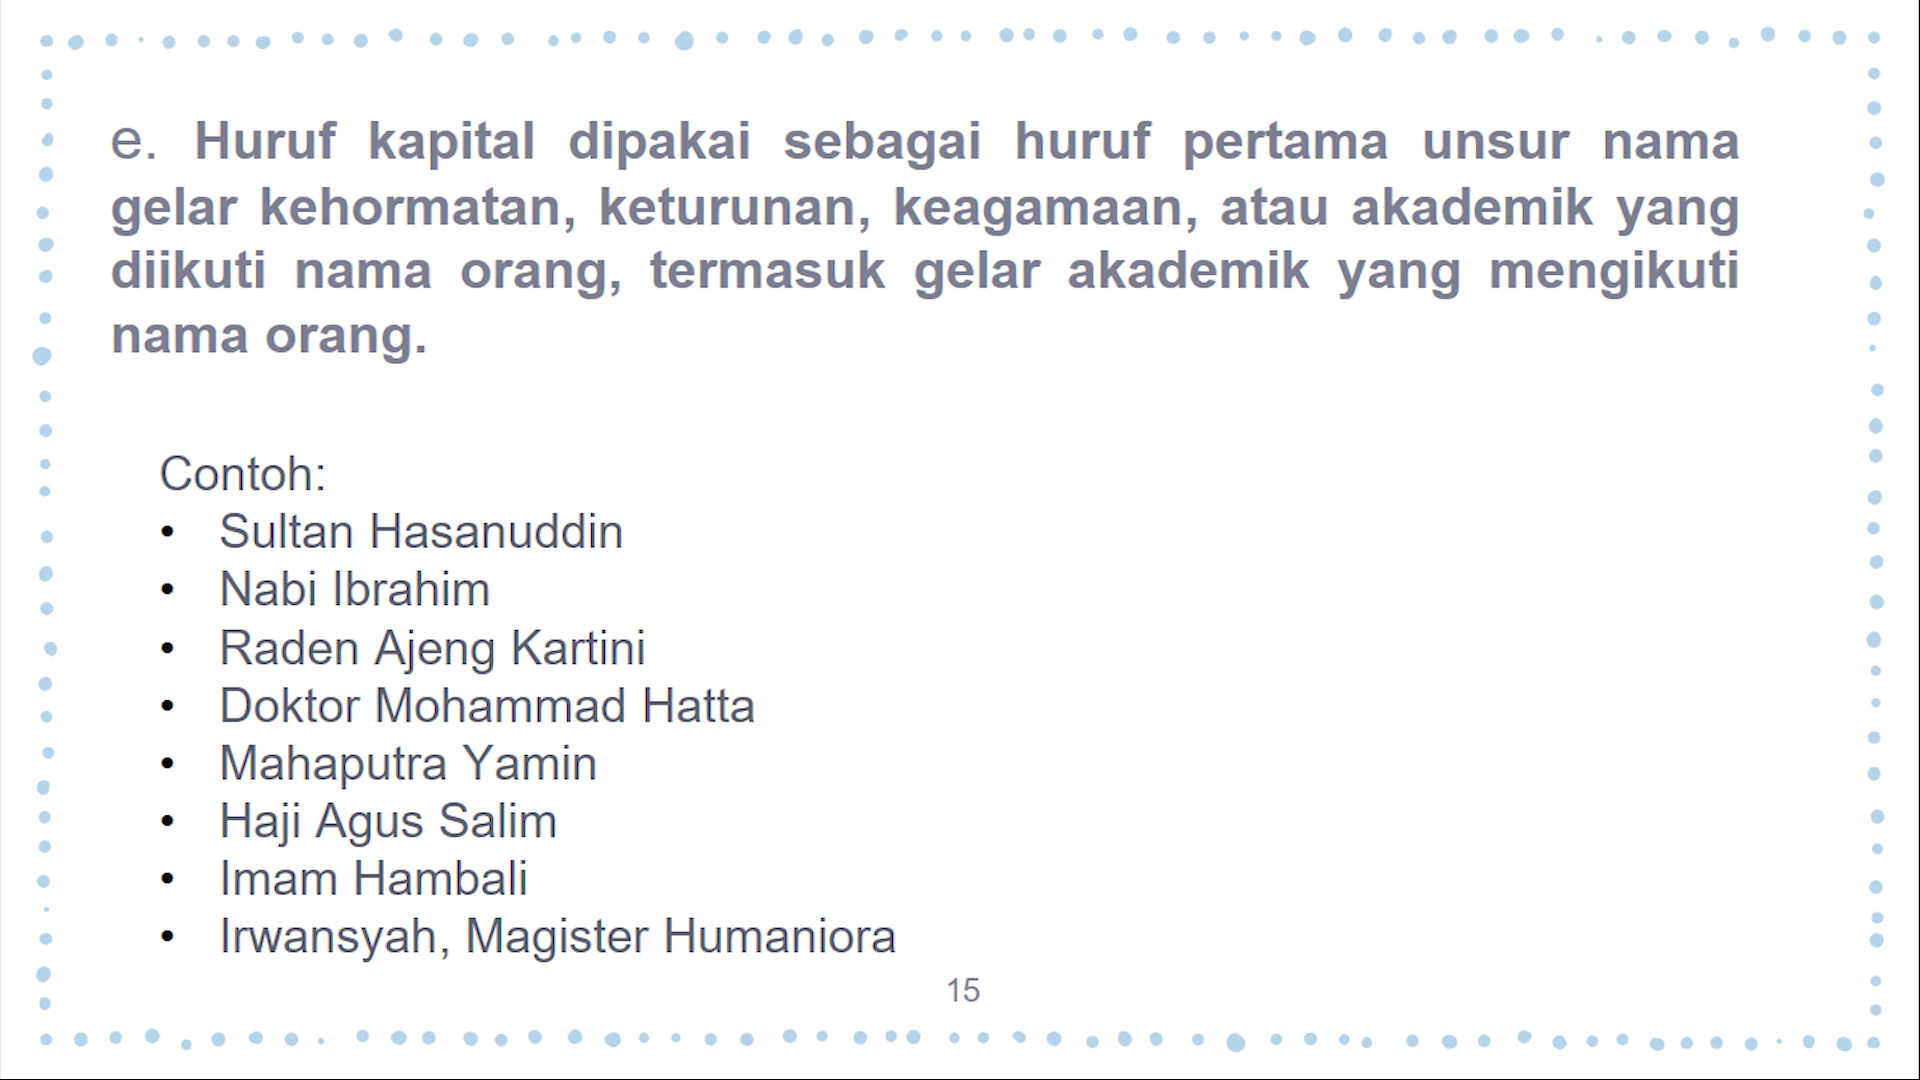 e. Huruf kapital dipakai sebagai huruf pertama unsur nama
gelar kehormatan, keturunan, keagamaan, atau akademik yang
diikuti nama orang, termasuk gelar akademik yang mengikuti
nama orang.
Contoh:
• Sultan Hasanuddin
• Nabi Ibrahim
• Raden Ajeng Kartini
• Doktor Mohammad Hatta
• Mahaputra Yamin
• Haji Agus Salim
• Imam Hambali
• Irwansyah, Magister Humaniora
15